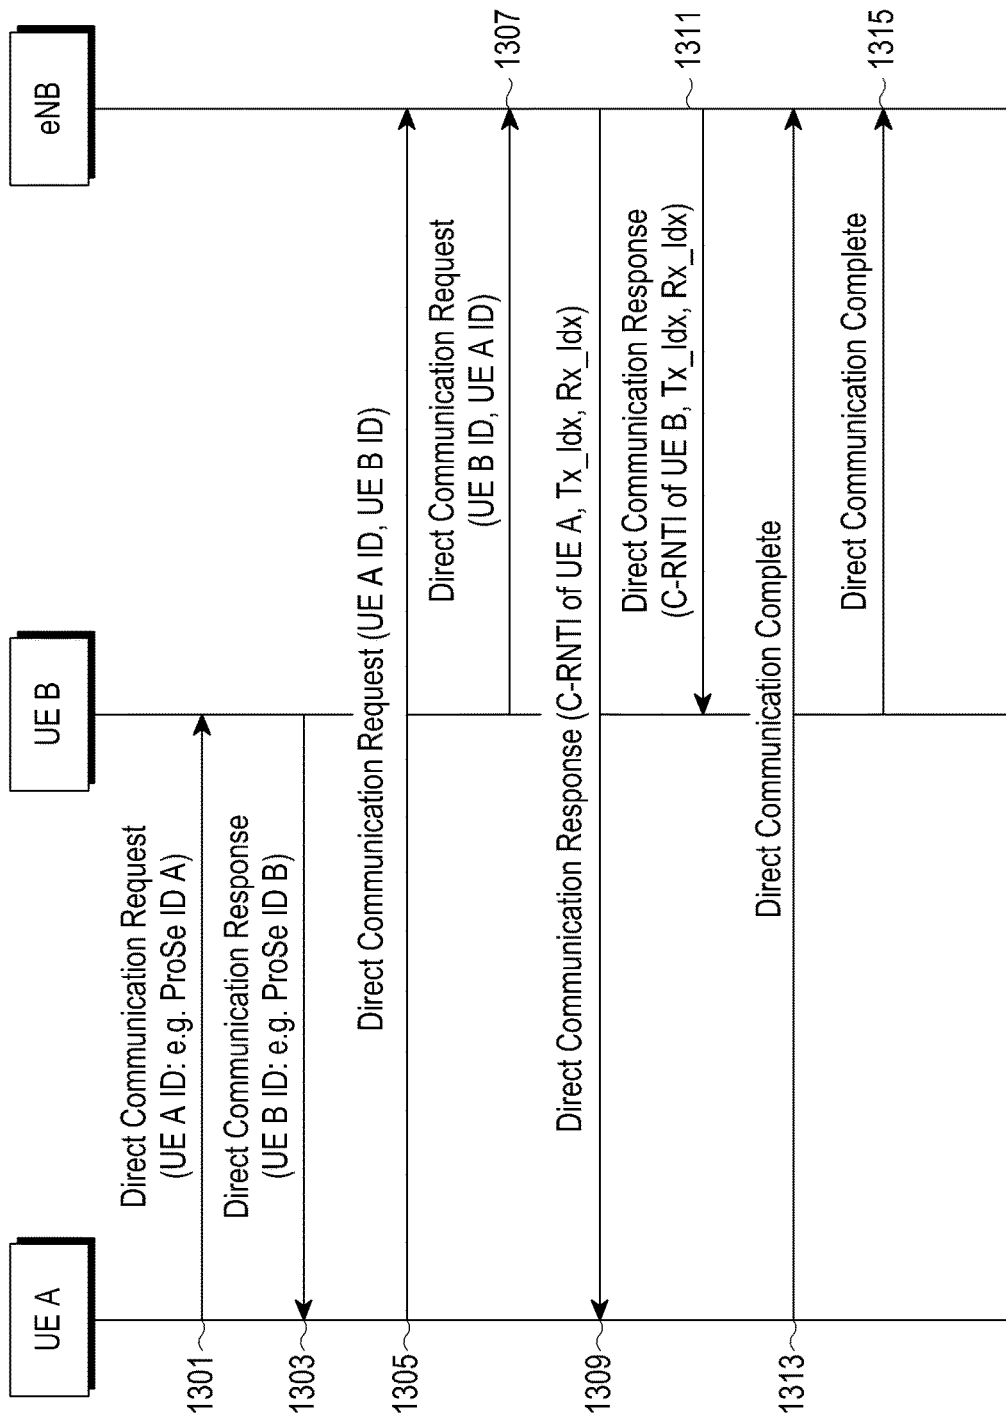 UE A
UE B
eNB
Direct Communication Request
(UE A ID: e.g. ProSe ID A)
1301
Direct Communication Response
(UE B ID: e.g. ProSe ID B)
1303
Direct Communication Request (UE A ID, UE B ID)
1305
Direct Communication Request
(UE B ID, UE A ID)
1307
Direct Communication Response (C-RNTI of UE A, Tx_Idx, Rx_Idx)
1309
Direct Communication Response
(C-RNTI of UE B, Tx_Idx, Rx_Idx)
1311
Direct Communication Complete
1313
Direct Communication Complete
1315